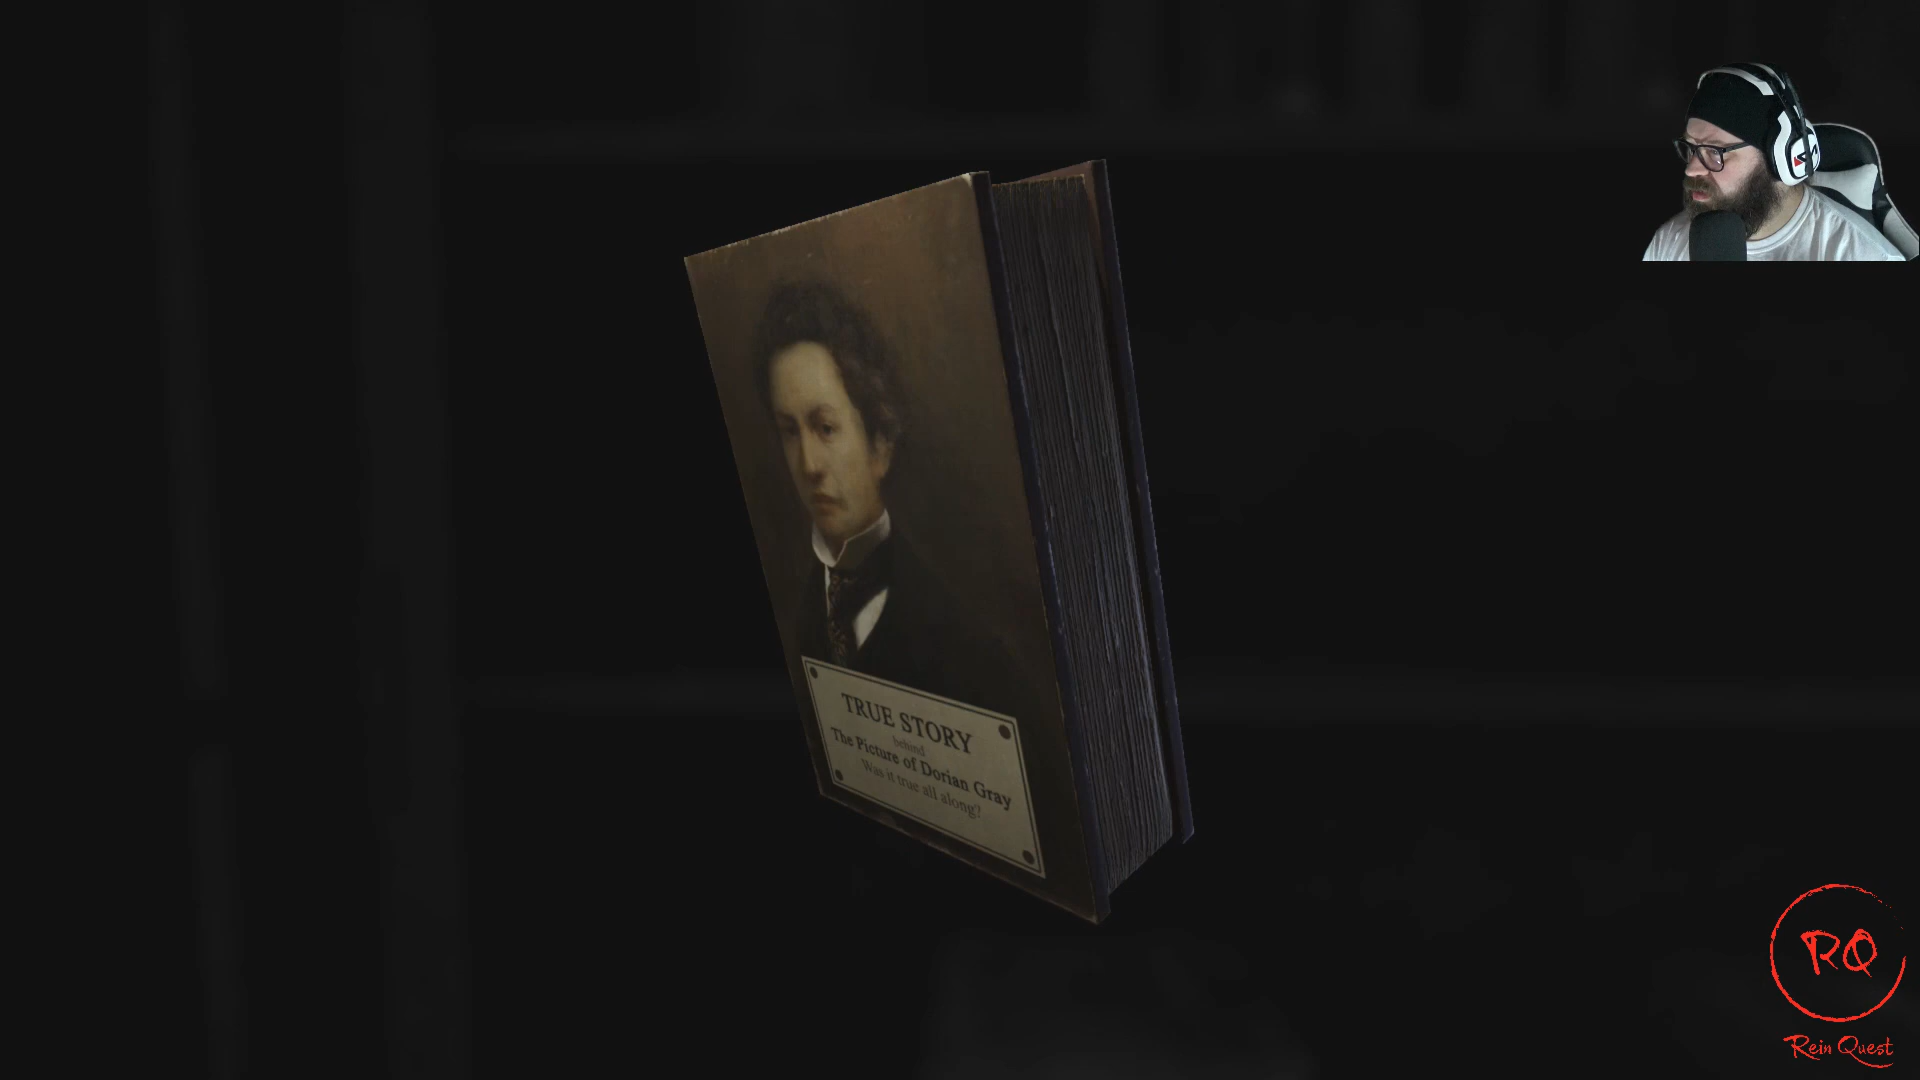 TRUE STORY
behind
The Picture of Dorian Gray
Was it true all along?
RQ
Rein Quest